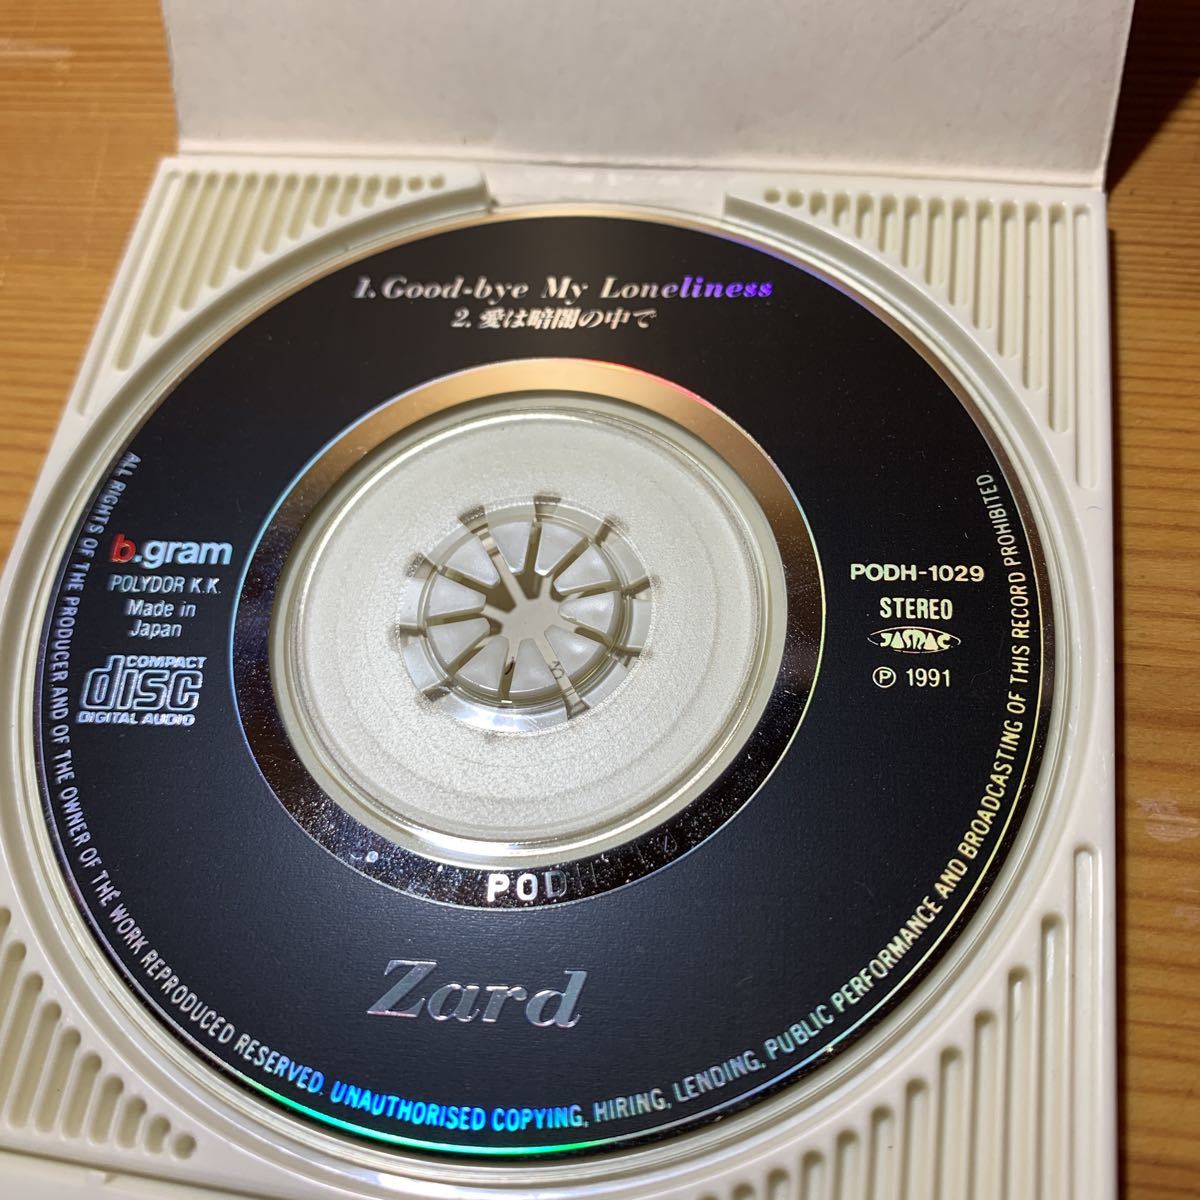 1. Good-bye My Loneliness
2. 愛は暗闇の中で
b.gram
POLYDOR K.K.
Made in
Japan
COMPACT
disc
DIGITAL AUDIO
PODH-1029
STEREO
JASRAC
Ⓟ 1991
POD
Zard
ALL RIGHTS OF THE PRODUCER AND OF THE OWNER OF THE WORK REPRODUCED RESERVED. UNAUTHORISED COPYING, HIRING, LENDING, PUBLIC PERFORMANCE AND BROADCASTING OF THIS RECORD PROHIBITED.